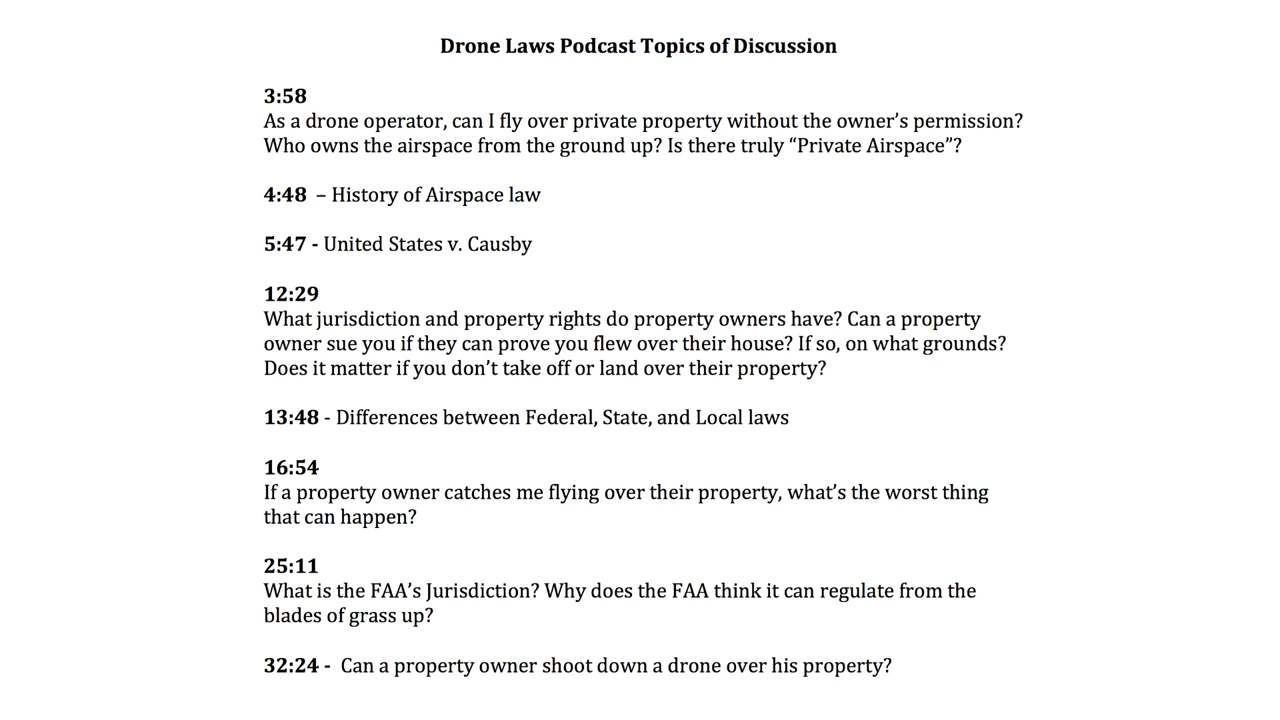 Drone Laws Podcast Topics of Discussion
3:58
As a drone operator, can I fly over private property without the owner’s permission?
Who owns the airspace from the ground up? Is there truly “Private Airspace”?
4:48 – History of Airspace law
5:47 - United States v. Causby
12:29
What jurisdiction and property rights do property owners have? Can a property
owner sue you if they can prove you flew over their house? If so, on what grounds?
Does it matter if you don’t take off or land over their property?
13:48 - Differences between Federal, State, and Local laws
16:54
If a property owner catches me flying over their property, what’s the worst thing
that can happen?
25:11
What is the FAA’s Jurisdiction? Why does the FAA think it can regulate from the
blades of grass up?
32:24 - Can a property owner shoot down a drone over his property?